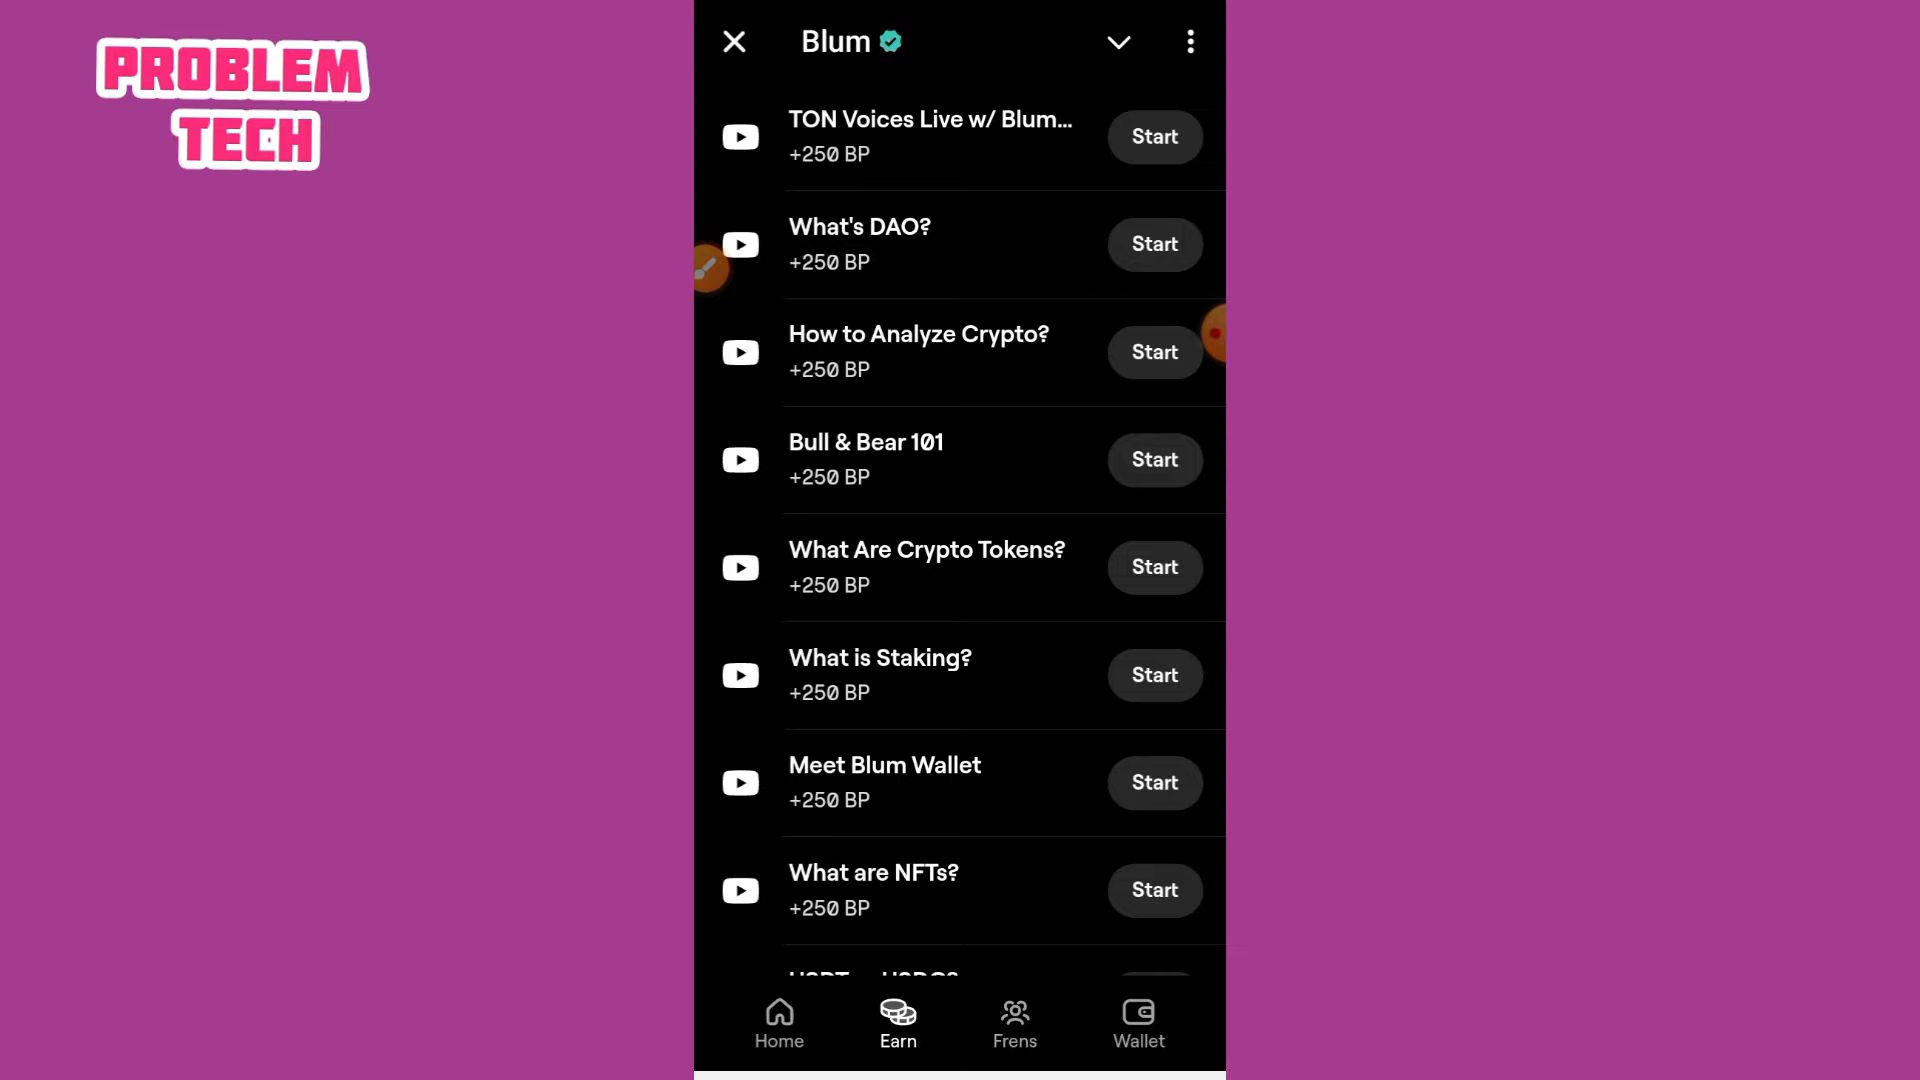 PROBLEM
TECH
Blum
TON Voices Live w/ Blum...
+250 BP
Start
What's DAO?
+250 BP
Start
How to Analyze Crypto?
+250 BP
Start
Bull & Bear 101
+250 BP
Start
What Are Crypto Tokens?
+250 BP
Start
What is Staking?
+250 BP
Start
Meet Blum Wallet
+250 BP
Start
What are NFTs?
+250 BP
Start
Home
Earn
Frens
Wallet